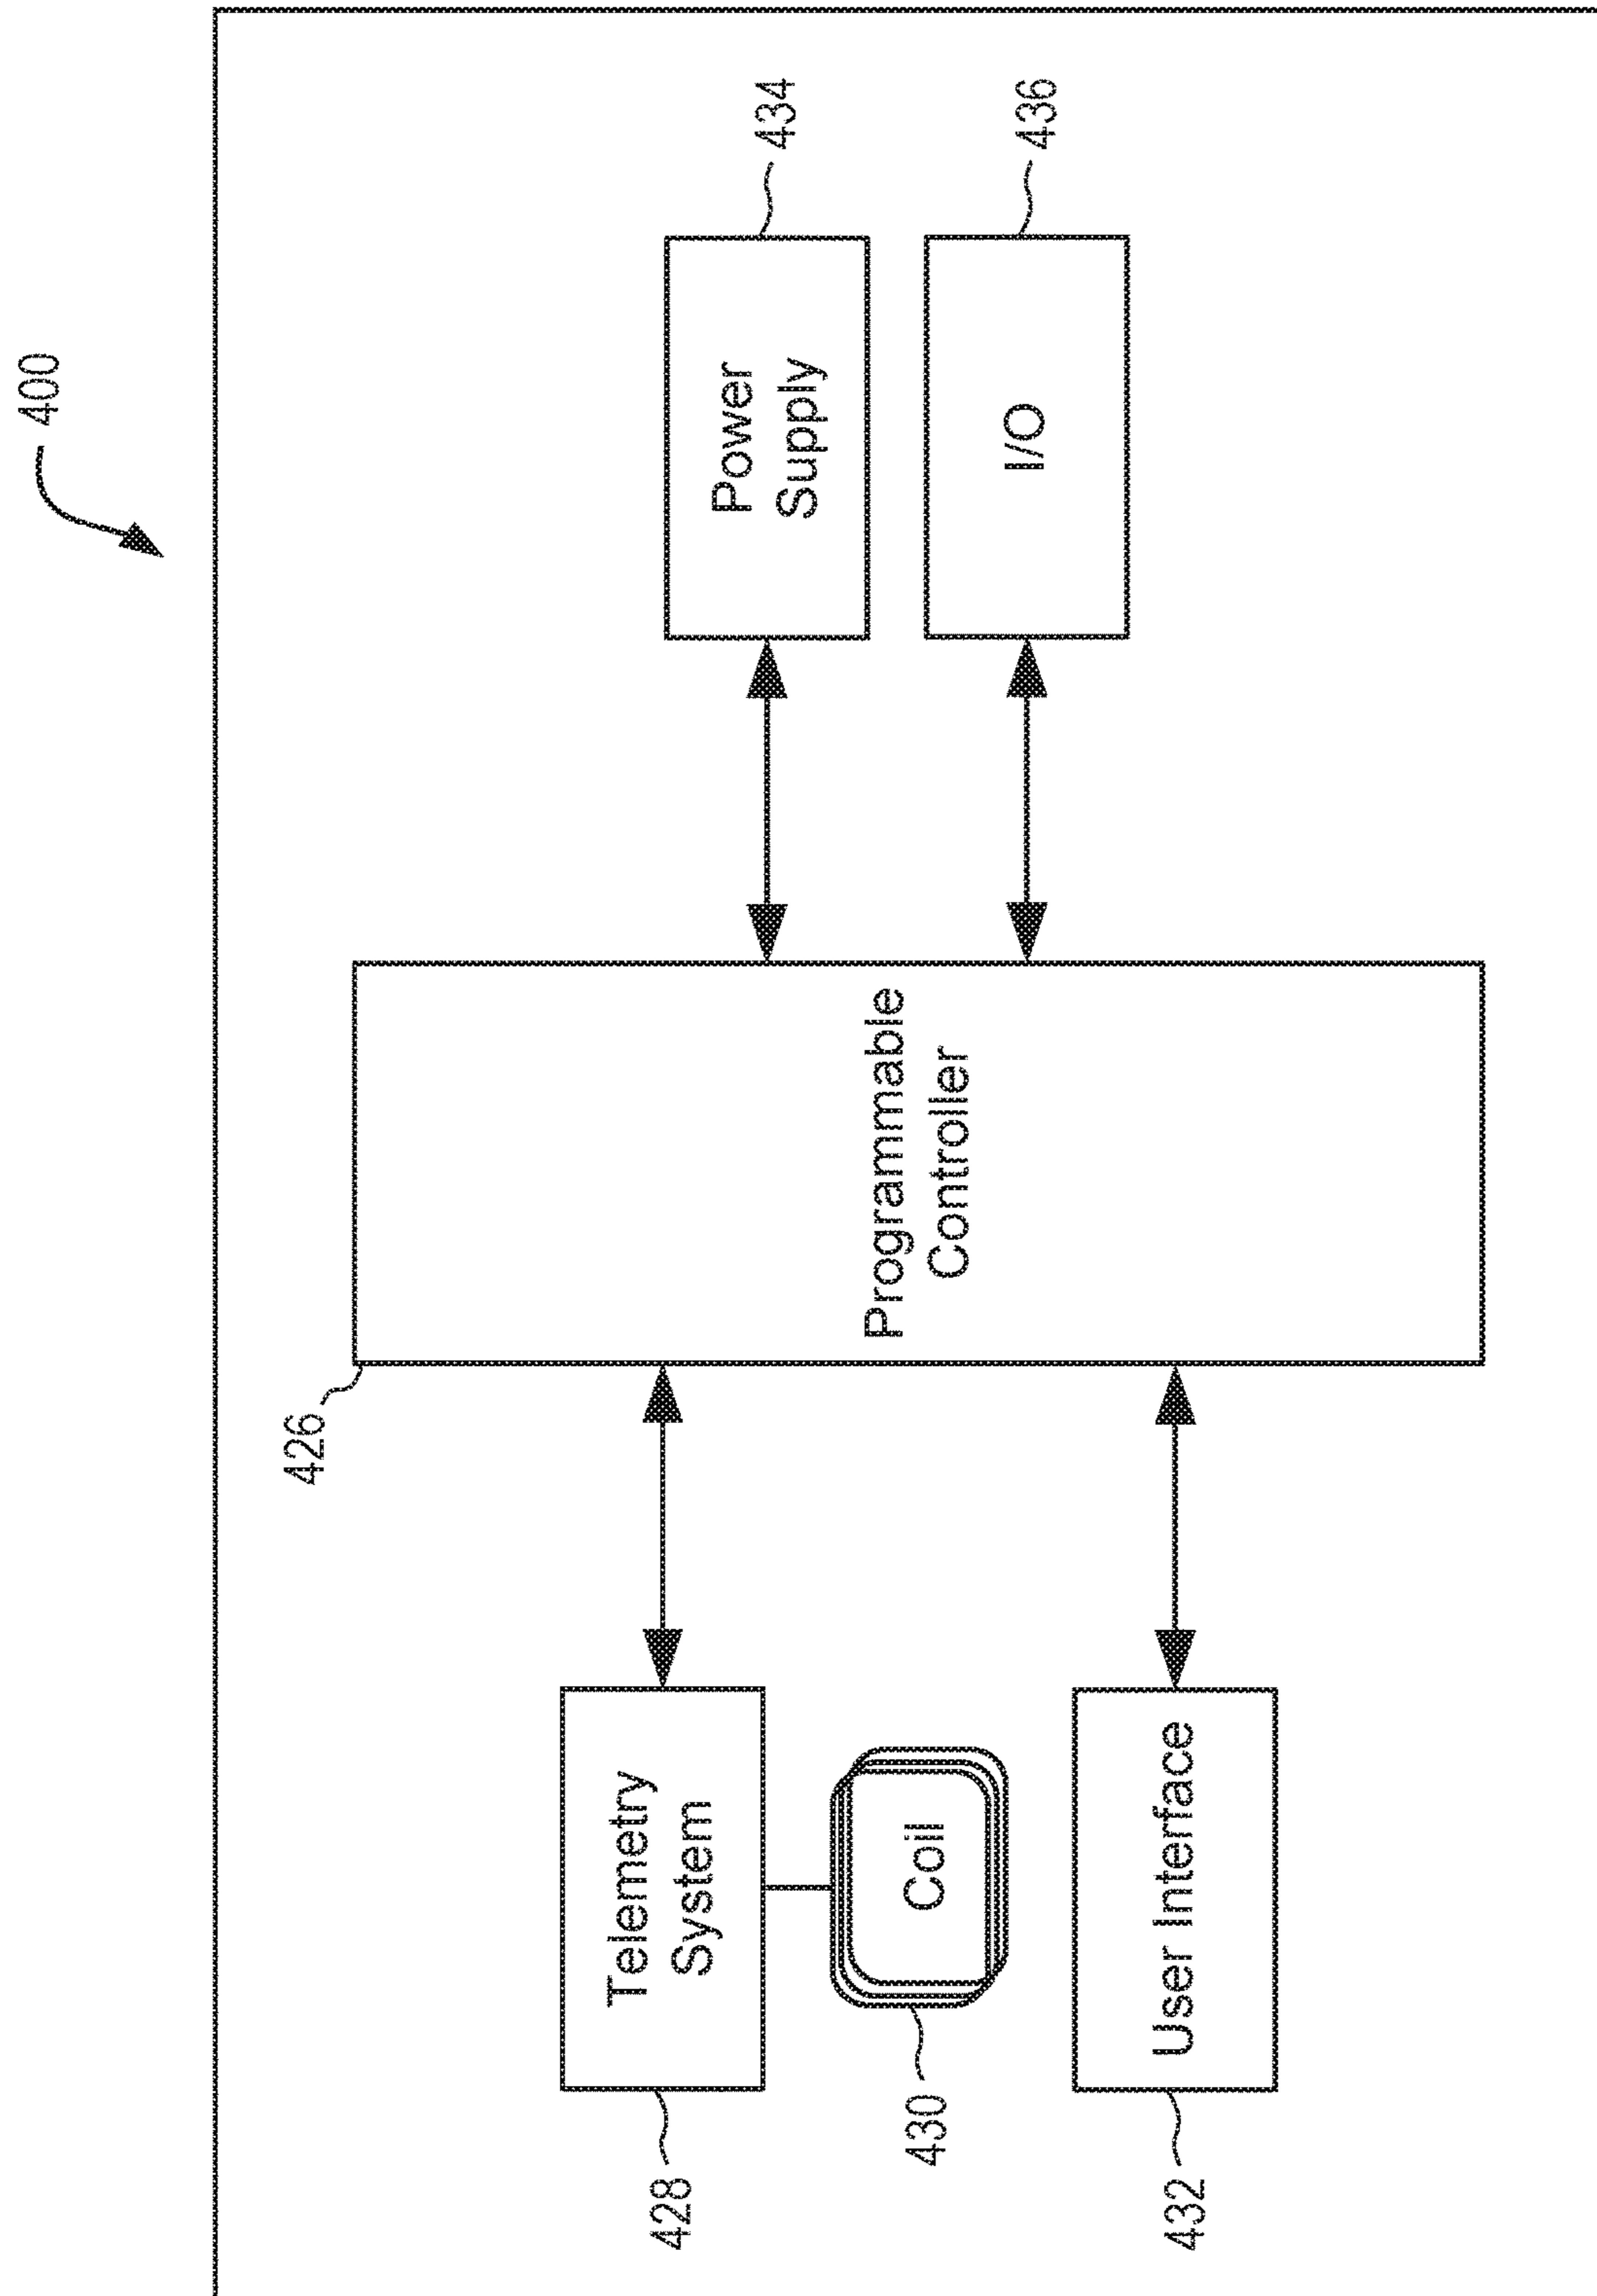 400
426
434
Power
Supply
Telemetry
System
428
436
I/O
Programmable
Controller
Coil
430
User Interface
432